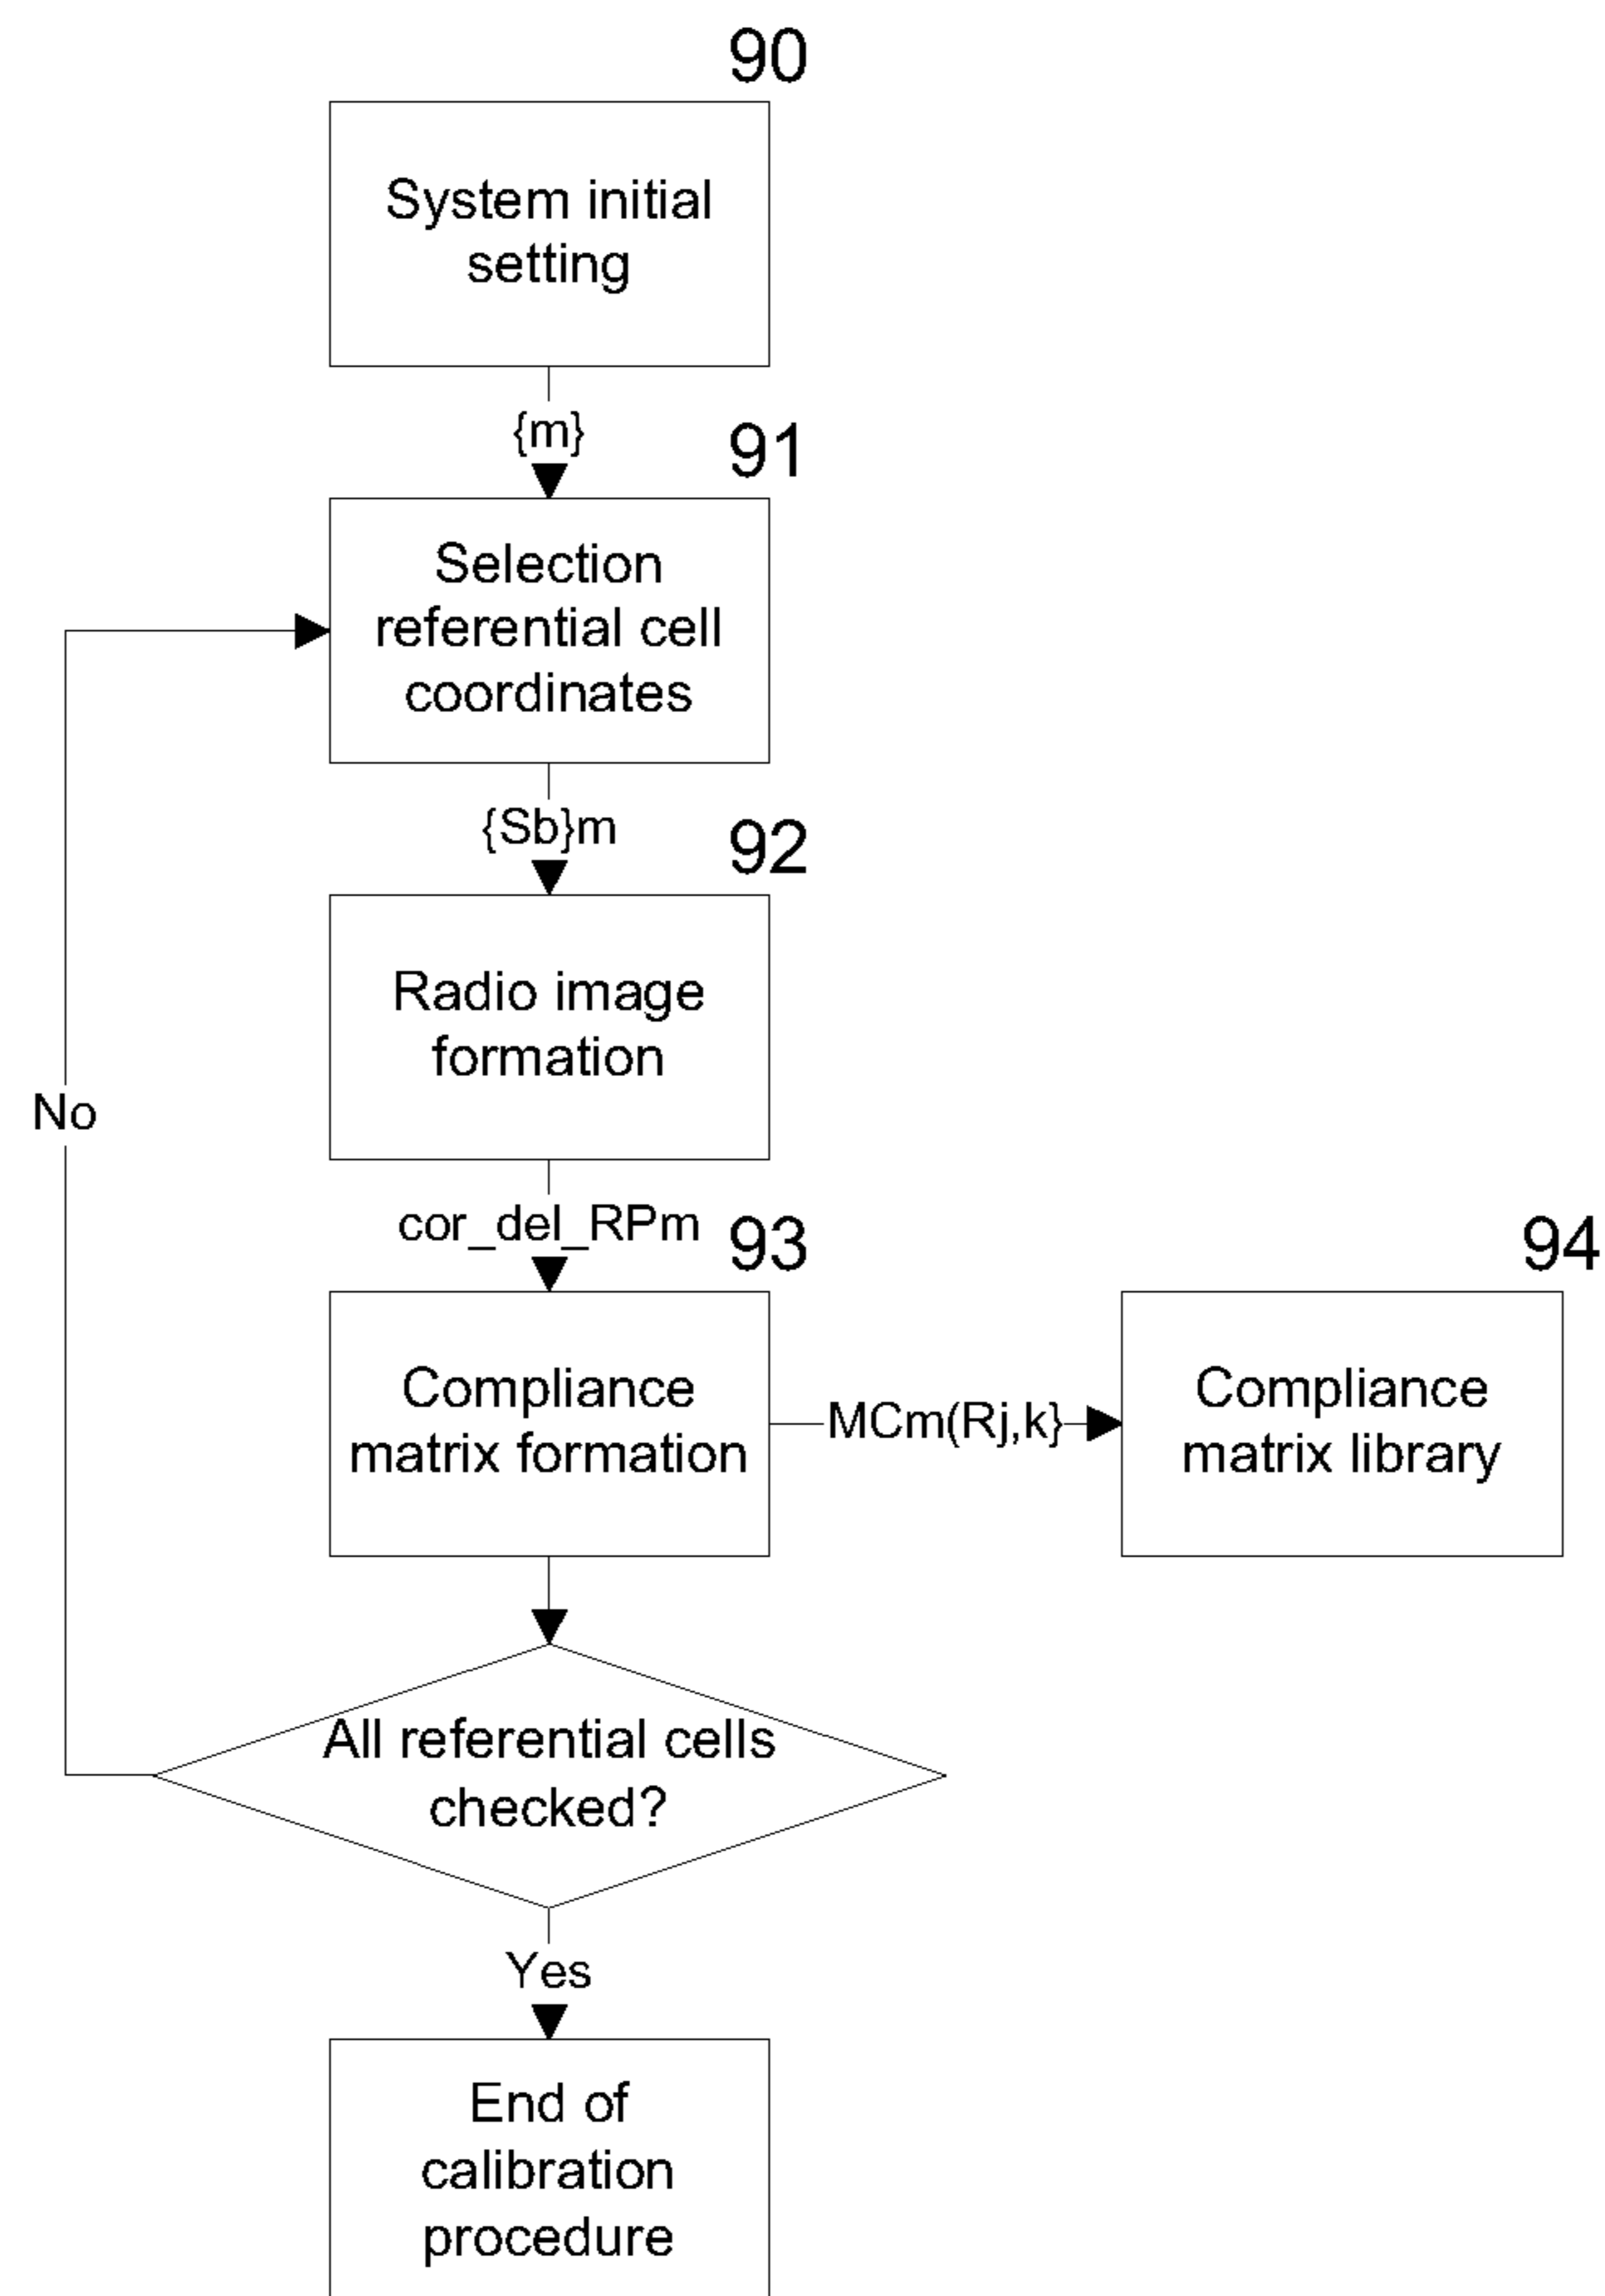 90
System initial
setting
{m}
91
Selection
referential cell
coordinates
{Sb}m
92
Radio image
formation
No
cor_del_RPm
93
94
Compliance
matrix formation
MCm(Rj,k}
Compliance
matrix library
All referential cells
checked?
Yes
End of
calibration
procedure